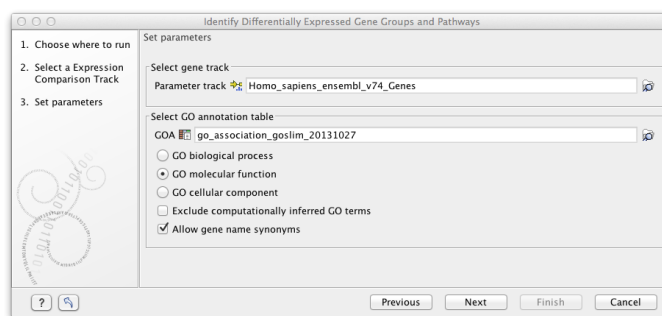 Identify Differentially Expressed Gene Groups and Pathways
1. Choose where to run
2. Select a Expression
Comparison Track
3. Set parameters
Set parameters
Select gene track
Parameter track Homo_sapiens_ensembl_v74_Genes
Select GO annotation table
GOA go_association_goslim_20131027
GO biological process
GO molecular function
GO cellular component
Exclude computationally inferred GO terms
Allow gene name synonyms
? Previous Next Finish Cancel